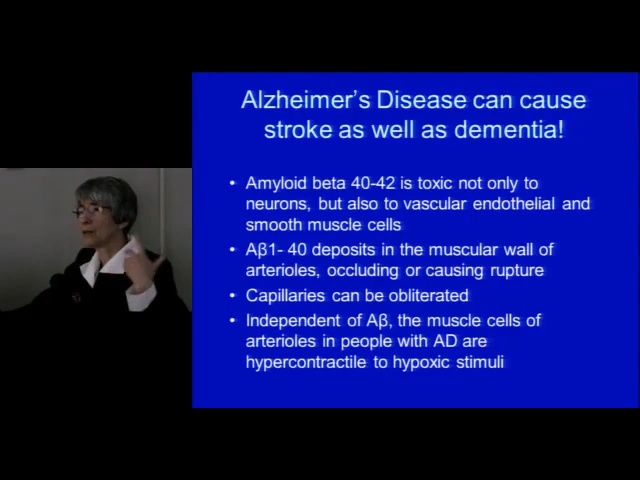 Alzheimer's Disease can cause
stroke as well as dementia!
• Amyloid beta 40-42 is toxic not only to
neurons, but also to vascular endothelial and
smooth muscle cells
• Aβ1- 40 deposits in the muscular wall of
arterioles, occluding or causing rupture
• Capillaries can be obliterated
• Independent of Aβ, the muscle cells of
arterioles in people with AD are
hypercontractile to hypoxic stimuli